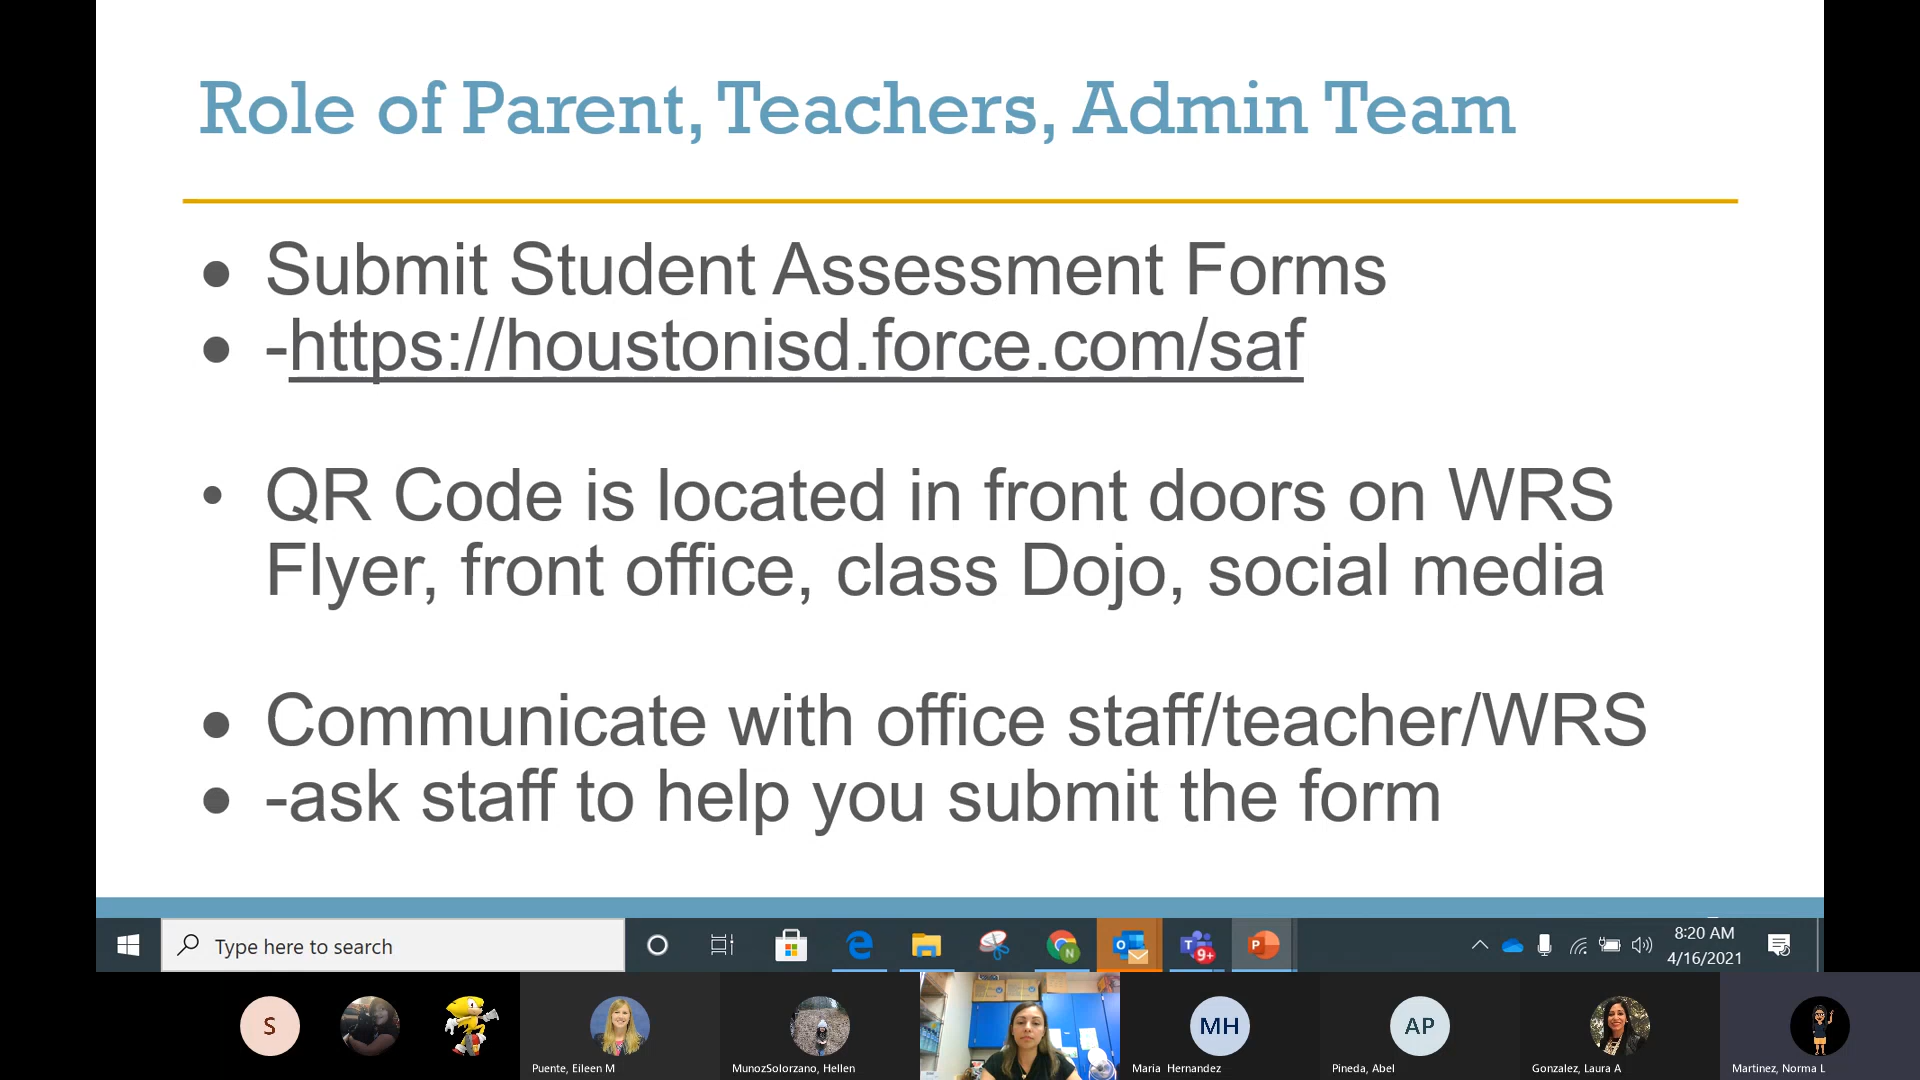 Role of Parent, Teachers, Admin Team
● Submit Student Assessment Forms
● -https://houstonisd.force.com/saf
• QR Code is located in front doors on WRS
Flyer, front office, class Dojo, social media
● Communicate with office staff/teacher/WRS
● -ask staff to help you submit the form
Type here to search
N
9+
8:20 AM
4/16/2021
S
MH
AP
Puente, Eileen M
MunozSolorzano, Hellen
Maria Hernandez
Pineda, Abel
Gonzalez, Laura A
Martinez, Norma L